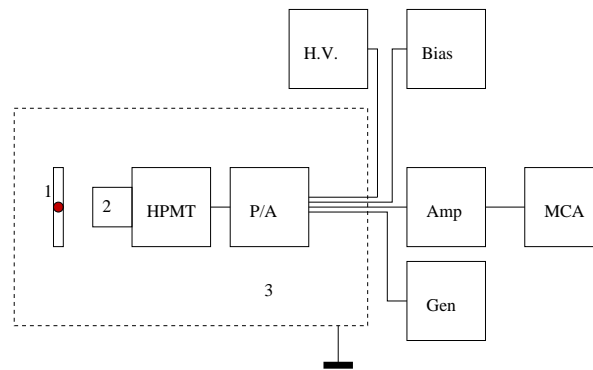 H.V.
Bias
1
2
HPMT
P/A
Amp
MCA
3
Gen